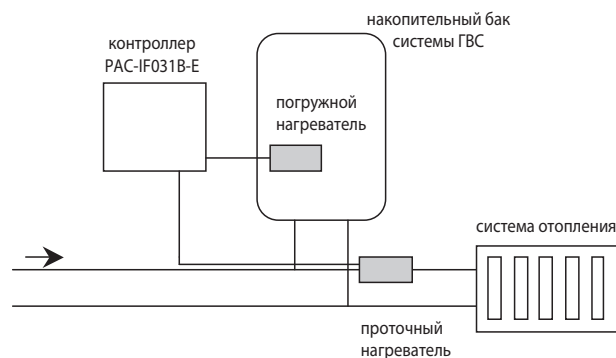 накопительный бак
системы ГВС
контроллер
PAC-IF031B-E
погружной
нагреватель
система отопления
проточный
нагреватель